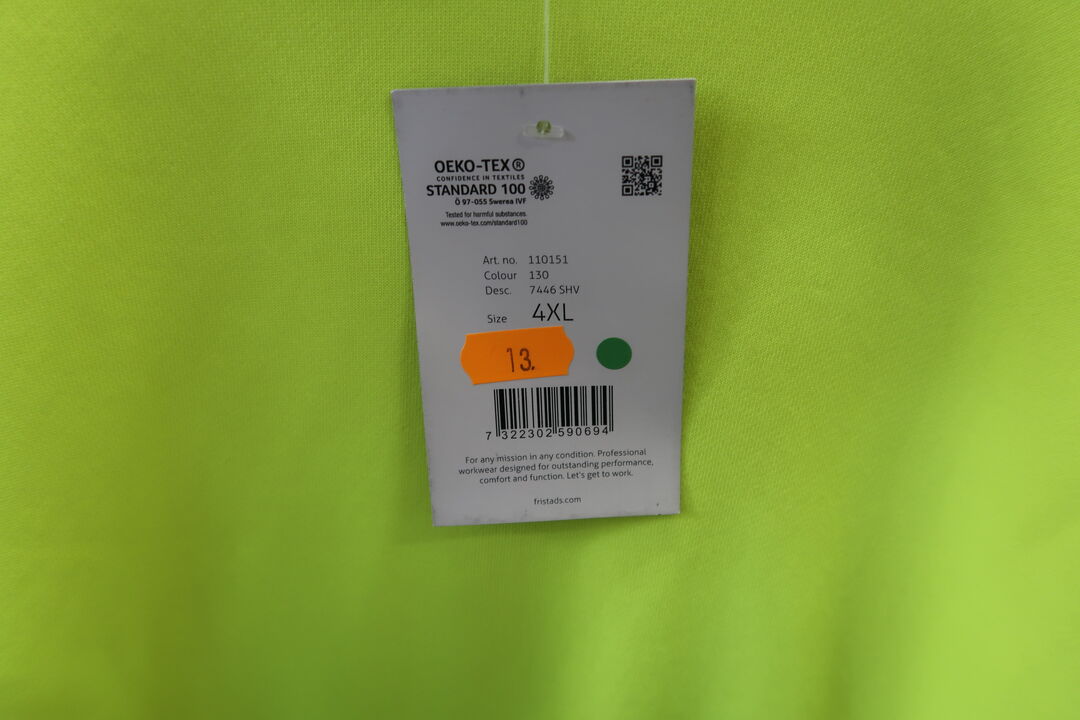 OEKO-TEX®
CONFIDENCE IN TEXTILES
STANDARD 100
Ö 97-055 Swerea IVF
Tested for harmful substances.
www.oeko-tex.com/standard100
Art. no. 110151
Colour 130
Desc. 7446 SHV
Size 4XL
13.
7 322302 590694
For any mission in any condition. Professional
workwear designed for outstanding performance,
comfort and function. Let's get to work.
fristads.com